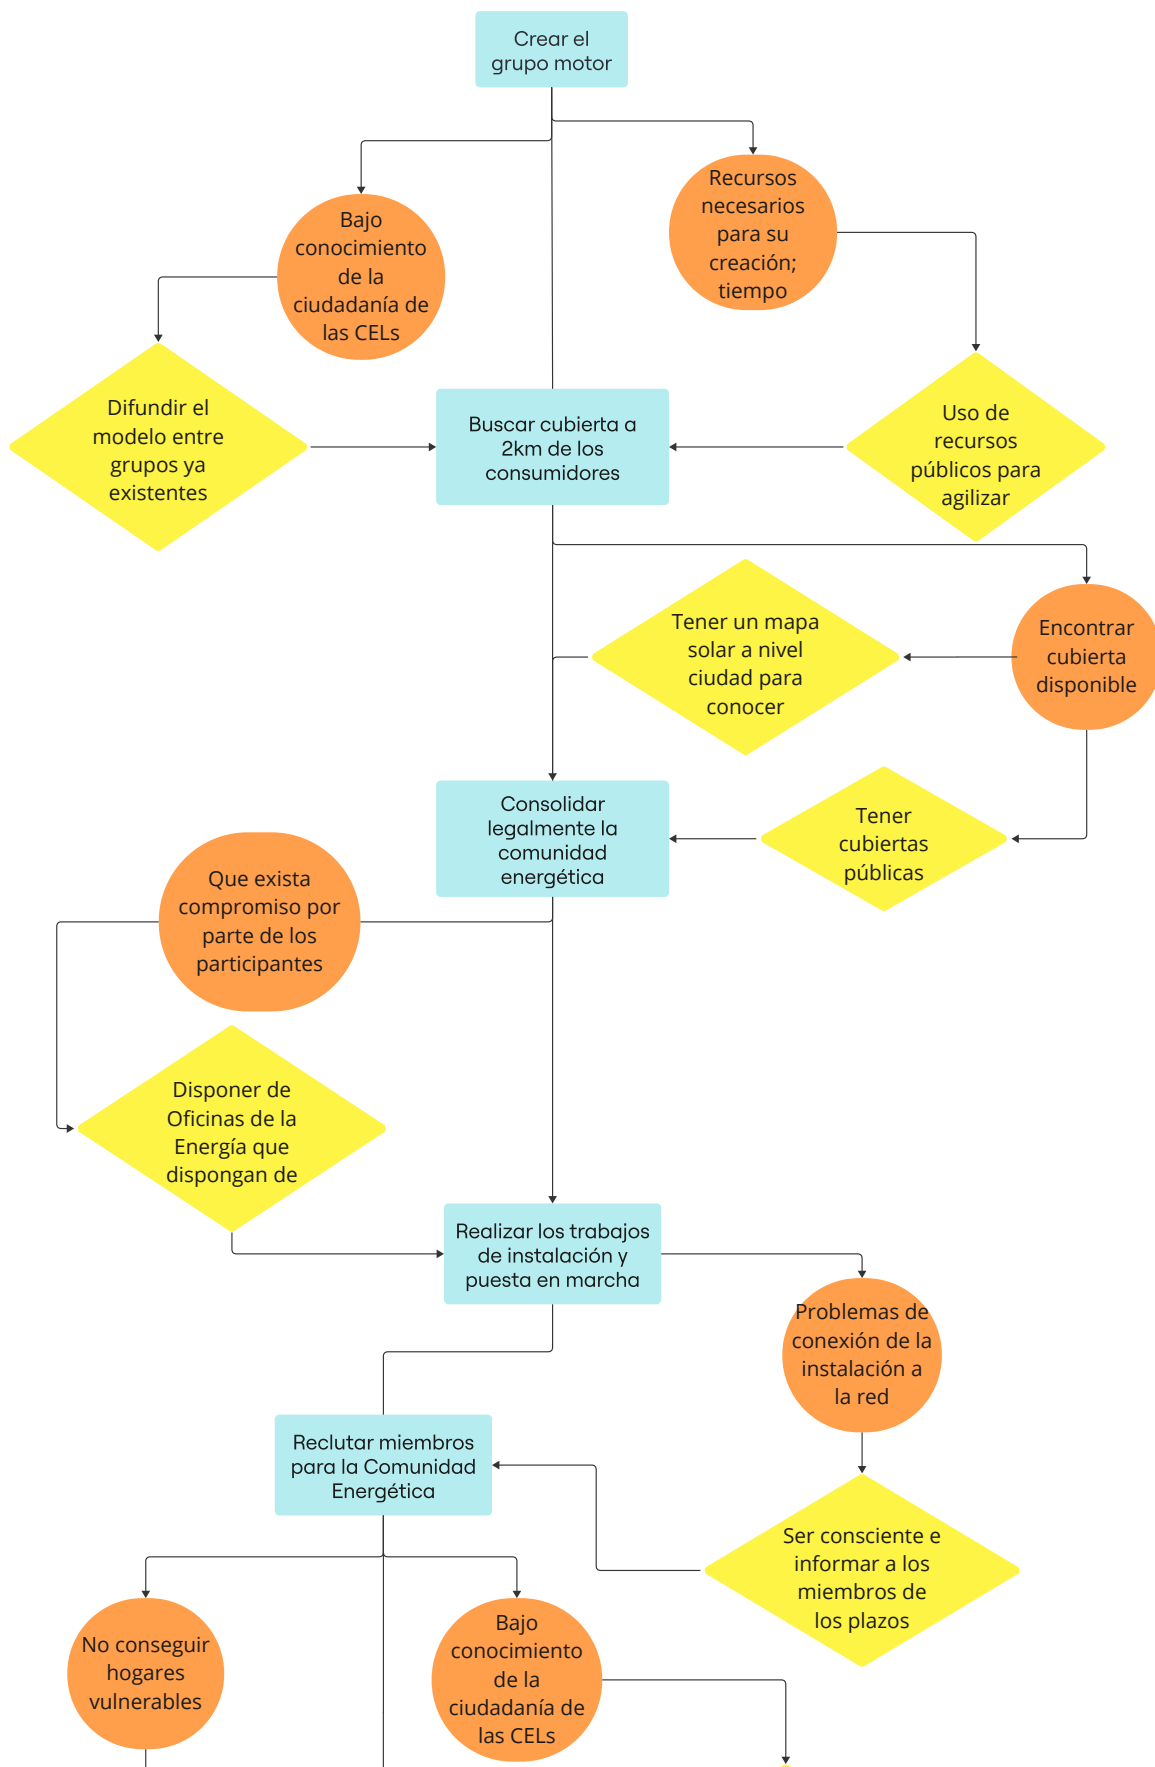 Crear el
grupo motor
Recursos
necesarios
para su
creación;
tiempo
Bajo
conocimiento
de la
ciudadanía de
las CELs
Difundir el
modelo entre
grupos ya
existentes
Buscar cubierta a
2km de los
consumidores
Uso de
recursos
públicos para
agilizar
Tener un mapa
solar a nivel
ciudad para
conocer
Encontrar
cubierta
disponible
Consolidar
legalmente la
comunidad
energética
Tener
cubiertas
públicas
Que exista
compromiso por
parte de los
participantes
Disponer de
Oficinas de la
Energía que
dispongan de
Realizar los trabajos
de instalación y
puesta en marcha
Problemas de
conexión de la
instalación a
la red
Reclutar miembros
para la Comunidad
Energética
Ser consciente e
informar a los
miembros de
los plazos
No conseguir
hogares
vulnerables
Bajo
conocimiento
de la
ciudadanía de
las CELs